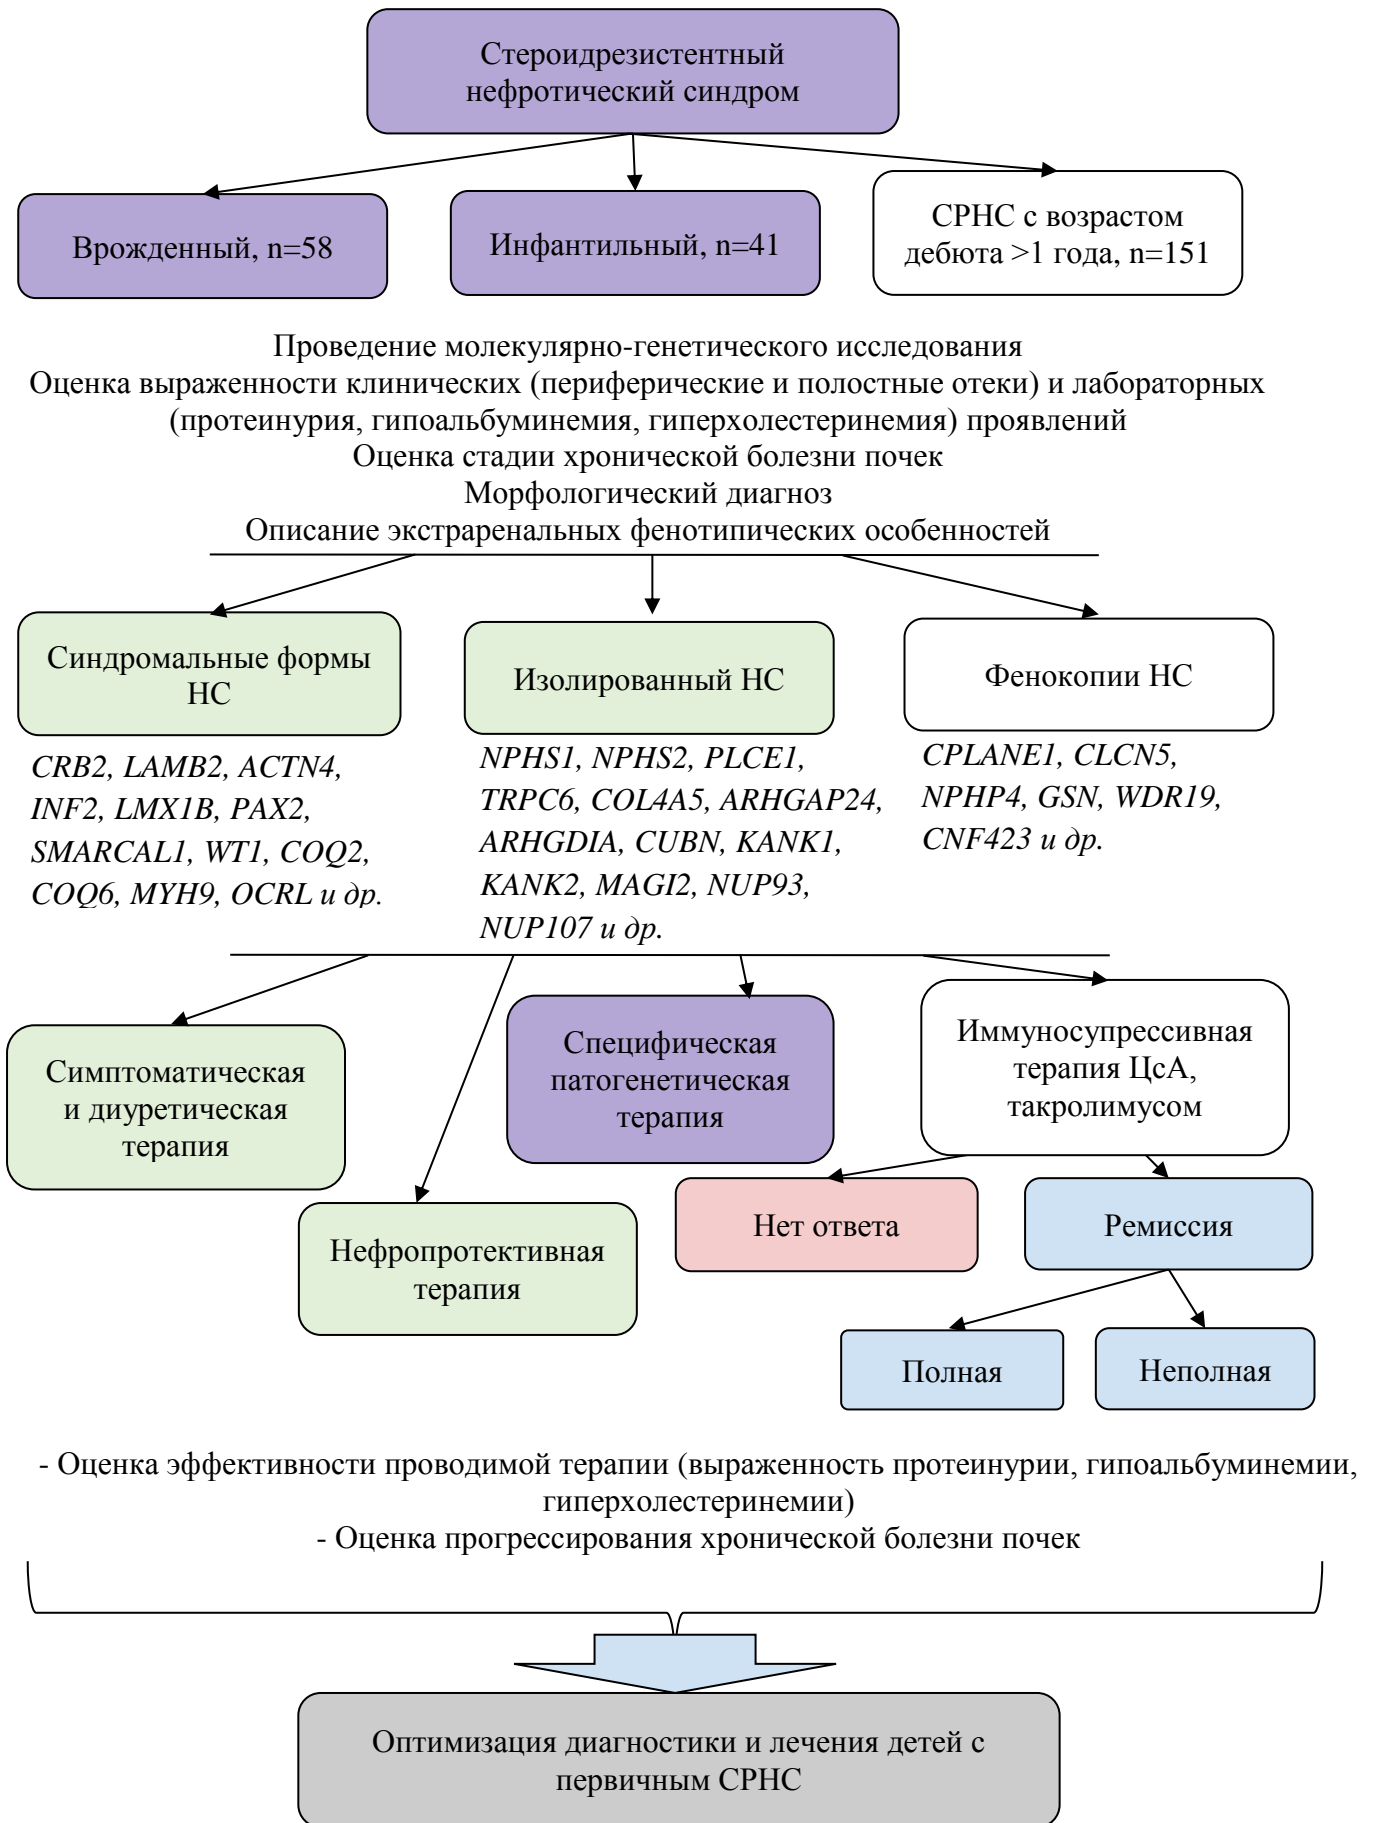 Стероидрезистентный
нефротический синдром
Врожденный, n=58
Инфантильный, n=41
СРНС с возрастом
дебюта >1 года, n=151
Проведение молекулярно-генетического исследования
Оценка выраженности клинических (периферические и полостные отеки) и лабораторных
(протеинурия, гипоальбуминемия, гиперхолестеринемия) проявлений
Оценка стадии хронической болезни почек
Морфологический диагноз
Описание экстраренальных фенотипических особенностей
Синдромальные формы
НС
Изолированный НС
Фенокопии НС
CRB2, LAMB2, ACTN4,
INF2, LMX1B, PAX2,
SMARCAL1, WT1, COQ2,
COQ6, MYH9, OCRL и др.
NPHS1, NPHS2, PLCE1,
TRPC6, COL4A5, ARHGAP24,
ARHGDIA, CUBN, KANK1,
KANK2, MAGI2, NUP93,
NUP107 и др.
CPLANE1, CLCN5,
NPHP4, GSN, WDR19,
CNF423 и др.
Симптоматическая
и диуретическая
терапия
Нефропротективная
терапия
Специфическая
патогенетическая
терапия
Иммуносупрессивная
терапия ЦсА,
такролимусом
Нет ответа
Ремиссия
Полная
Неполная
- Оценка эффективности проводимой терапии (выраженность протеинурии, гипоальбуминемии,
гиперхолестеринемии)
- Оценка прогрессирования хронической болезни почек
Оптимизация диагностики и лечения детей с
первичным СРНС